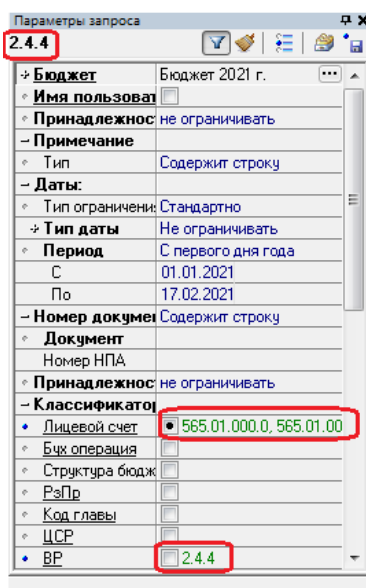 Параметры запроса
2.4.4
Бюджет Бюджет 2021 г. ...
Имя пользоват
Принадлежнос не ограничивать
Примечание
Тип Содержит строку
Даты:
Тип ограничени Стандартно
Тип даты Не ограничивать
Период С первого дня года
С 01.01.2021
По 17.02.2021
Номер докумен Содержит строку
Документ
Номер НПА
Принадлежнос не ограничивать
Классификатор
Лицевой счет 565.01.000.0, 565.01.00
Бух операция
Структура бюдж
РзПр
Код главы
ЦСР
ВР 2.4.4